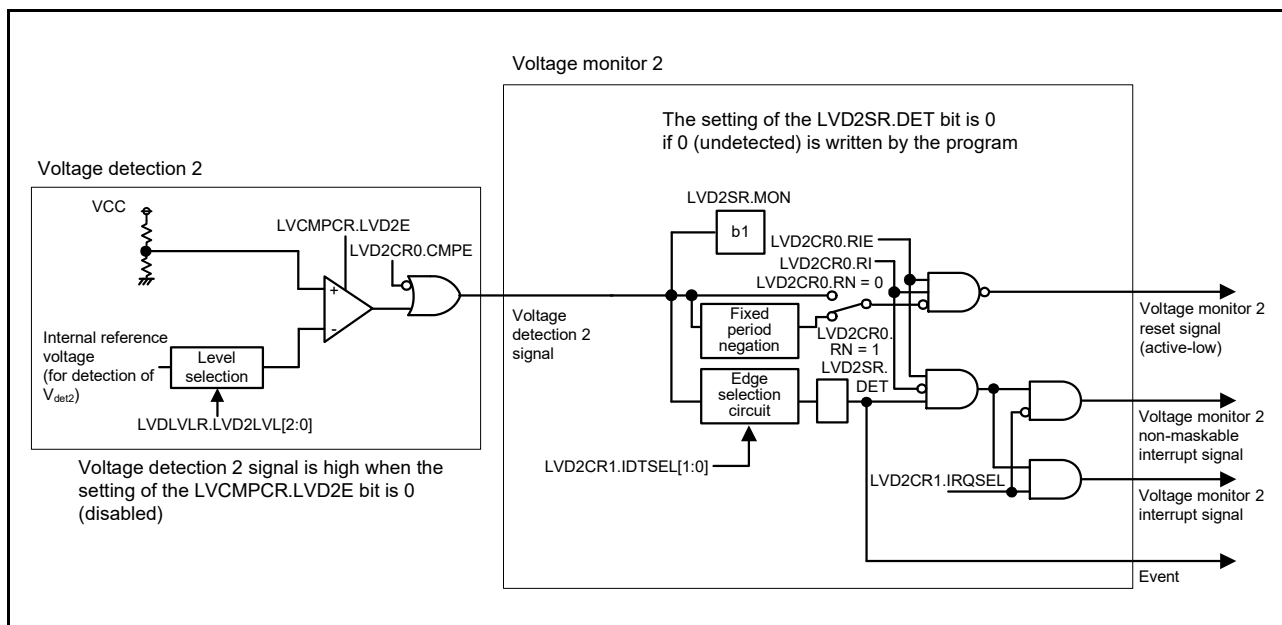 Voltage monitor 2
The setting of the LVD2SR.DET bit is 0
if 0 (undetected) is written by the program
Voltage detection 2
VCC
LVCMPCR.LVD2E
LVD2CR0.CMPE
+
-
Internal reference
voltage
(for detection of
Vdet2)
Level
selection
LVDLVLR.LVD2LVL[2:0]
Voltage detection 2 signal is high when the
setting of the LVCMPCR.LVD2E bit is 0
(disabled)
Voltage
detection 2
signal
LVD2SR.MON
b1
LVD2CR0.RIE
LVD2CR0.RI
LVD2CR0.RN = 0
Fixed
period
negation
LVD2CR0.
RN = 1
LVD2SR.
DET
Edge
selection
circuit
LVD2CR1.IDTSEL[1:0]
LVD2CR1.IRQSEL
Voltage monitor 2
reset signal
(active-low)
Voltage monitor 2
non-maskable
interrupt signal
Voltage monitor 2
interrupt signal
Event